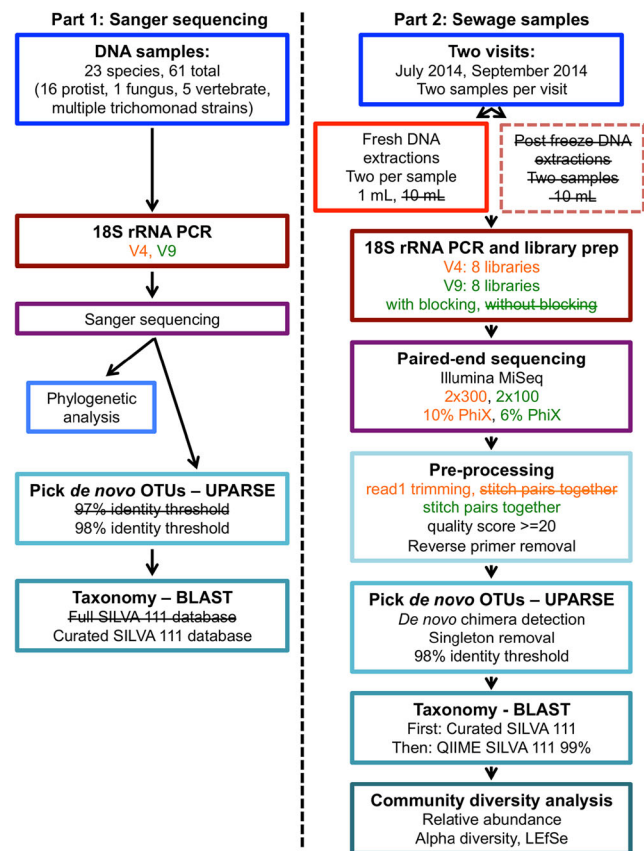 Part 1: Sanger sequencing
DNA samples:
23 species, 61 total
(16 protist, 1 fungus, 5 vertebrate,
multiple trichomonad strains)
18S rRNA PCR
V4, V9
Sanger sequencing
Phylogenetic
analysis
Pick de novo OTUs – UPARSE
97% identity threshold
98% identity threshold
Taxonomy – BLAST
Full SILVA 111 database
Curated SILVA 111 database
Part 2: Sewage samples
Two visits:
July 2014, September 2014
Two samples per visit
Fresh DNA
extractions
Two per sample
1 mL, 10 mL
Post freeze DNA
extractions
Two samples
10 mL
18S rRNA PCR and library prep
V4: 8 libraries
V9: 8 libraries
with blocking, without blocking
Paired-end sequencing
Illumina MiSeq
2x300, 2x100
10% PhiX, 6% PhiX
Pre-processing
read1 trimming, stitch pairs together
stitch pairs together
quality score >=20
Reverse primer removal
Pick de novo OTUs – UPARSE
De novo chimera detection
Singleton removal
98% identity threshold
Taxonomy - BLAST
First: Curated SILVA 111
Then: QIIME SILVA 111 99%
Community diversity analysis
Relative abundance
Alpha diversity, LEfSe